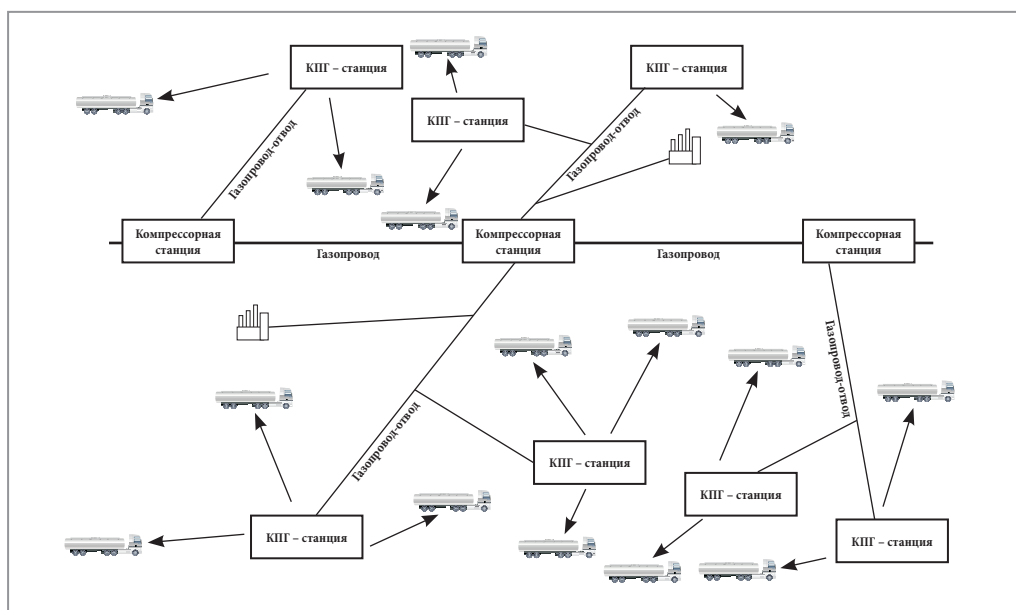 КПГ – станция
КПГ – станция
КПГ – станция
Газопровод-отвод
Газопровод-отвод
Компрессорная
станция
Газопровод
Компрессорная
станция
Газопровод
Компрессорная
станция
Газопровод-отвод
Газопровод-отвод
КПГ – станция
КПГ – станция
КПГ – станция
КПГ – станция